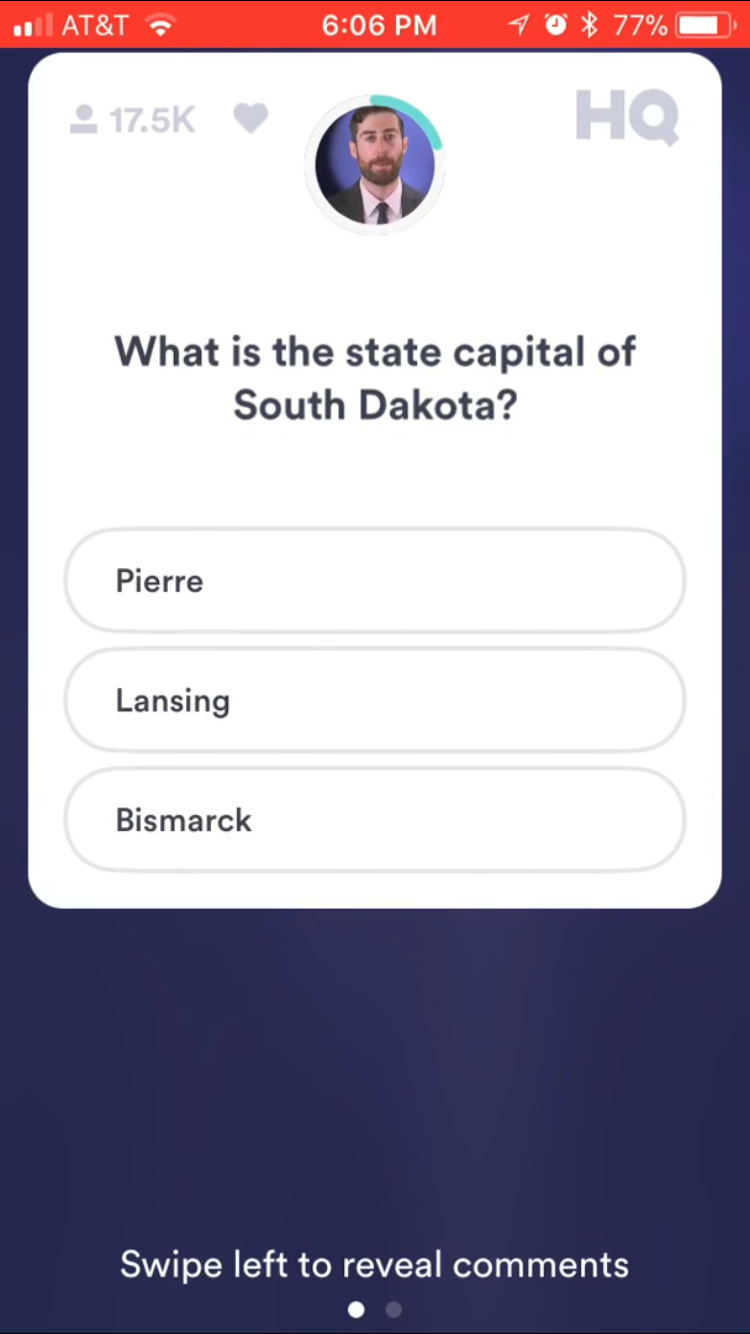 AT&T 6:06 PM 77%
17.5K HQ
What is the state capital of
South Dakota?
Pierre
Lansing
Bismarck
Swipe left to reveal comments